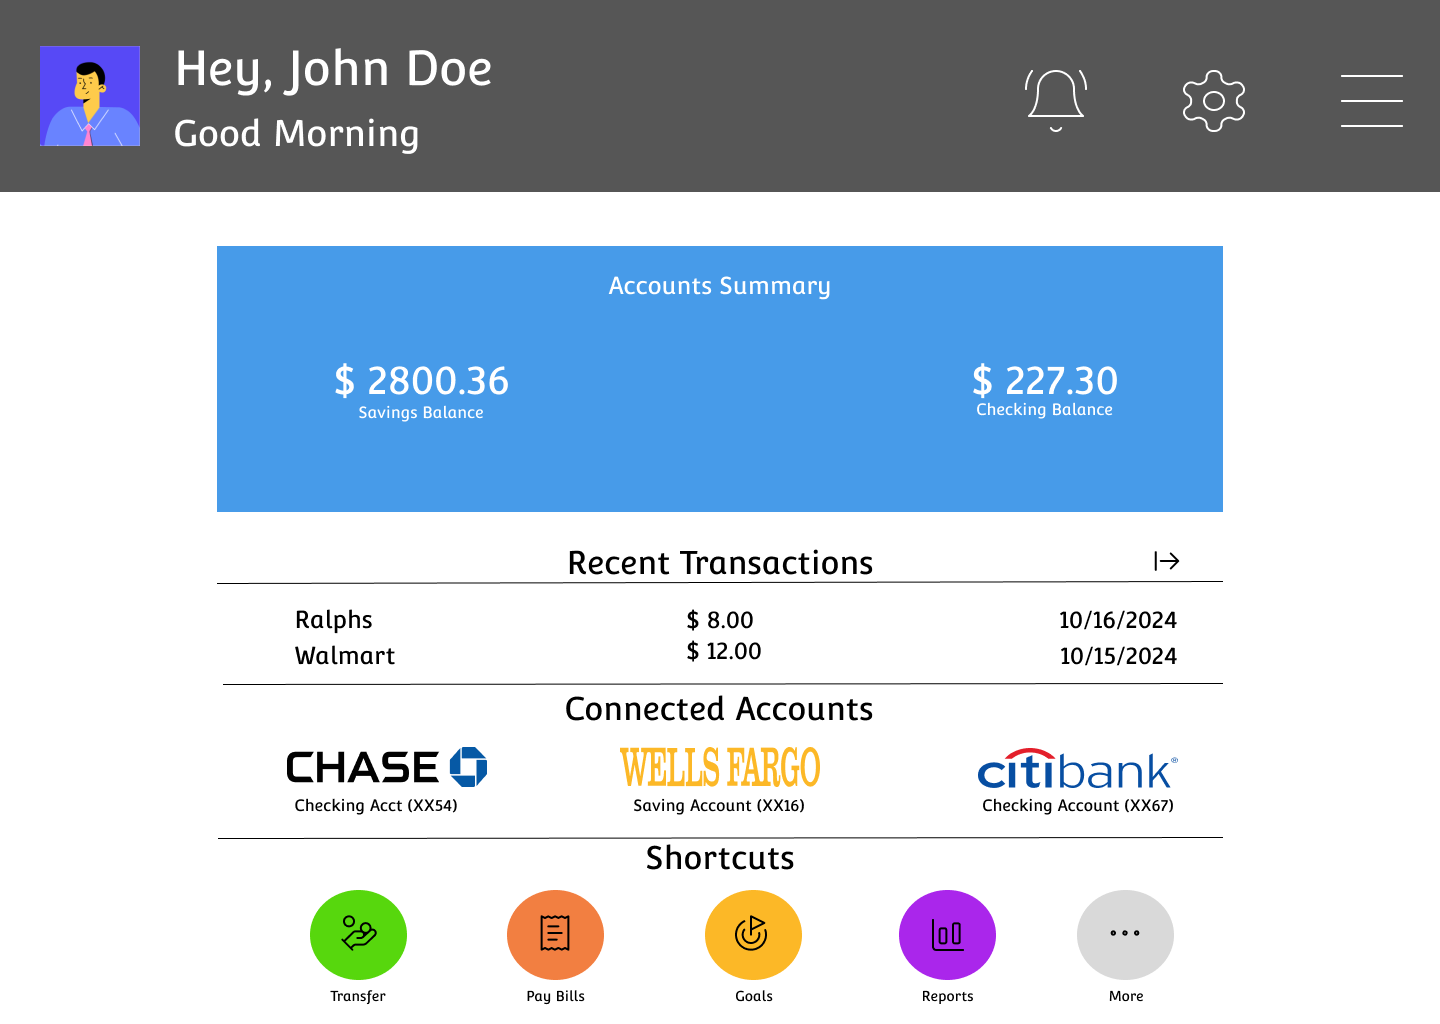 Hey, John Doe
Good Morning
Accounts Summary
$ 2800.36
Savings Balance
$ 227.30
Checking Balance
Recent Transactions
Ralphs $ 8.00 10/16/2024
Walmart $ 12.00 10/15/2024
Connected Accounts
CHASE WELLS FARGO citibank®
Checking Acct (XX54) Saving Account (XX16) Checking Account (XX67)
Shortcuts
Transfer Pay Bills Goals Reports More